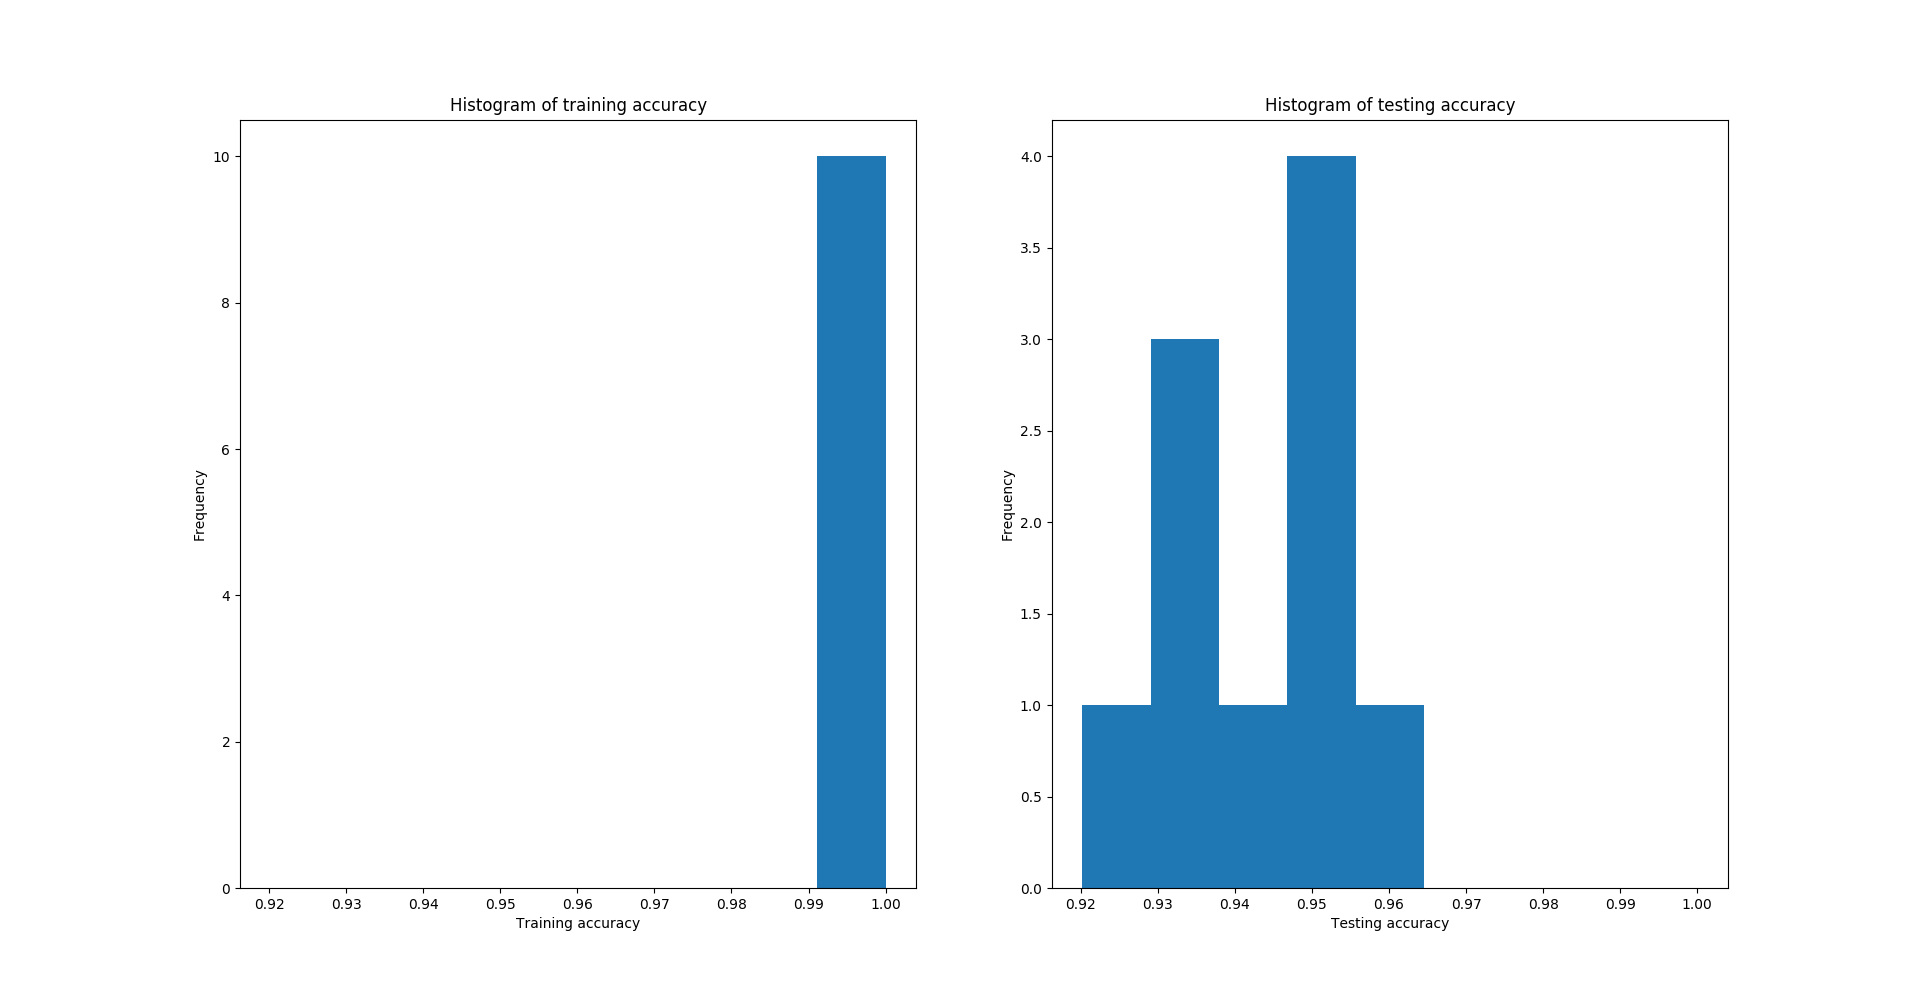 Histogram of training accuracy
10
8
6
4
2
0
Frequency
0.92 0.93 0.94 0.95 0.96 0.97 0.98 0.99 1.00
Training accuracy
Histogram of testing accuracy
4.0
3.5
3.0
2.5
2.0
1.5
1.0
0.5
0.0
Frequency
0.92 0.93 0.94 0.95 0.96 0.97 0.98 0.99 1.00
Testing accuracy